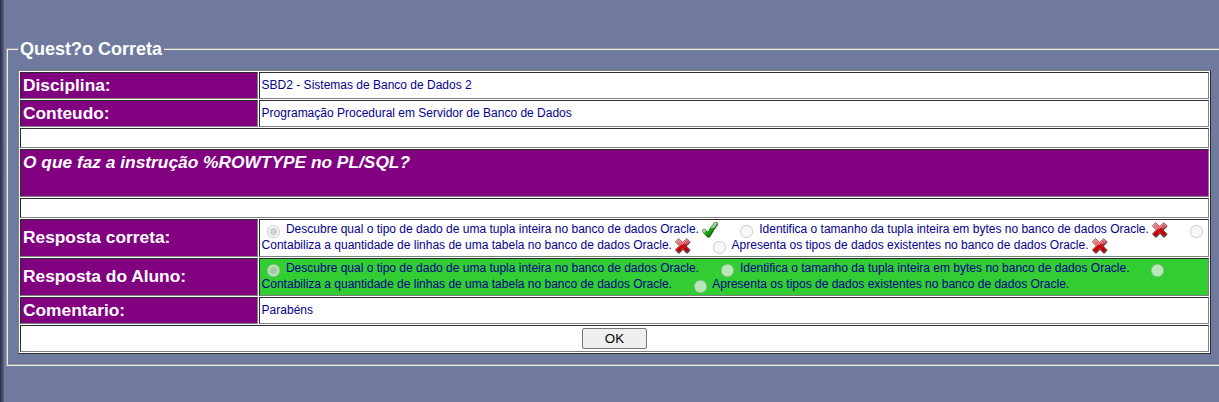 Quest?o Correta
Disciplina: SBD2 - Sistemas de Banco de Dados 2
Conteudo: Programação Procedural em Servidor de Banco de Dados
O que faz a instrução %ROWTYPE no PL/SQL?
Resposta correta: Descubre qual o tipo de dado de uma tupla inteira no banco de dados Oracle. Identifica o tamanho da tupla inteira em bytes no banco de dados Oracle.
Contabiliza a quantidade de linhas de uma tabela no banco de dados Oracle. Apresenta os tipos de dados existentes no banco de dados Oracle.
Resposta do Aluno: Descubre qual o tipo de dado de uma tupla inteira no banco de dados Oracle. Identifica o tamanho da tupla inteira em bytes no banco de dados Oracle.
Contabiliza a quantidade de linhas de uma tabela no banco de dados Oracle. Apresenta os tipos de dados existentes no banco de dados Oracle.
Comentario: Parabéns
OK